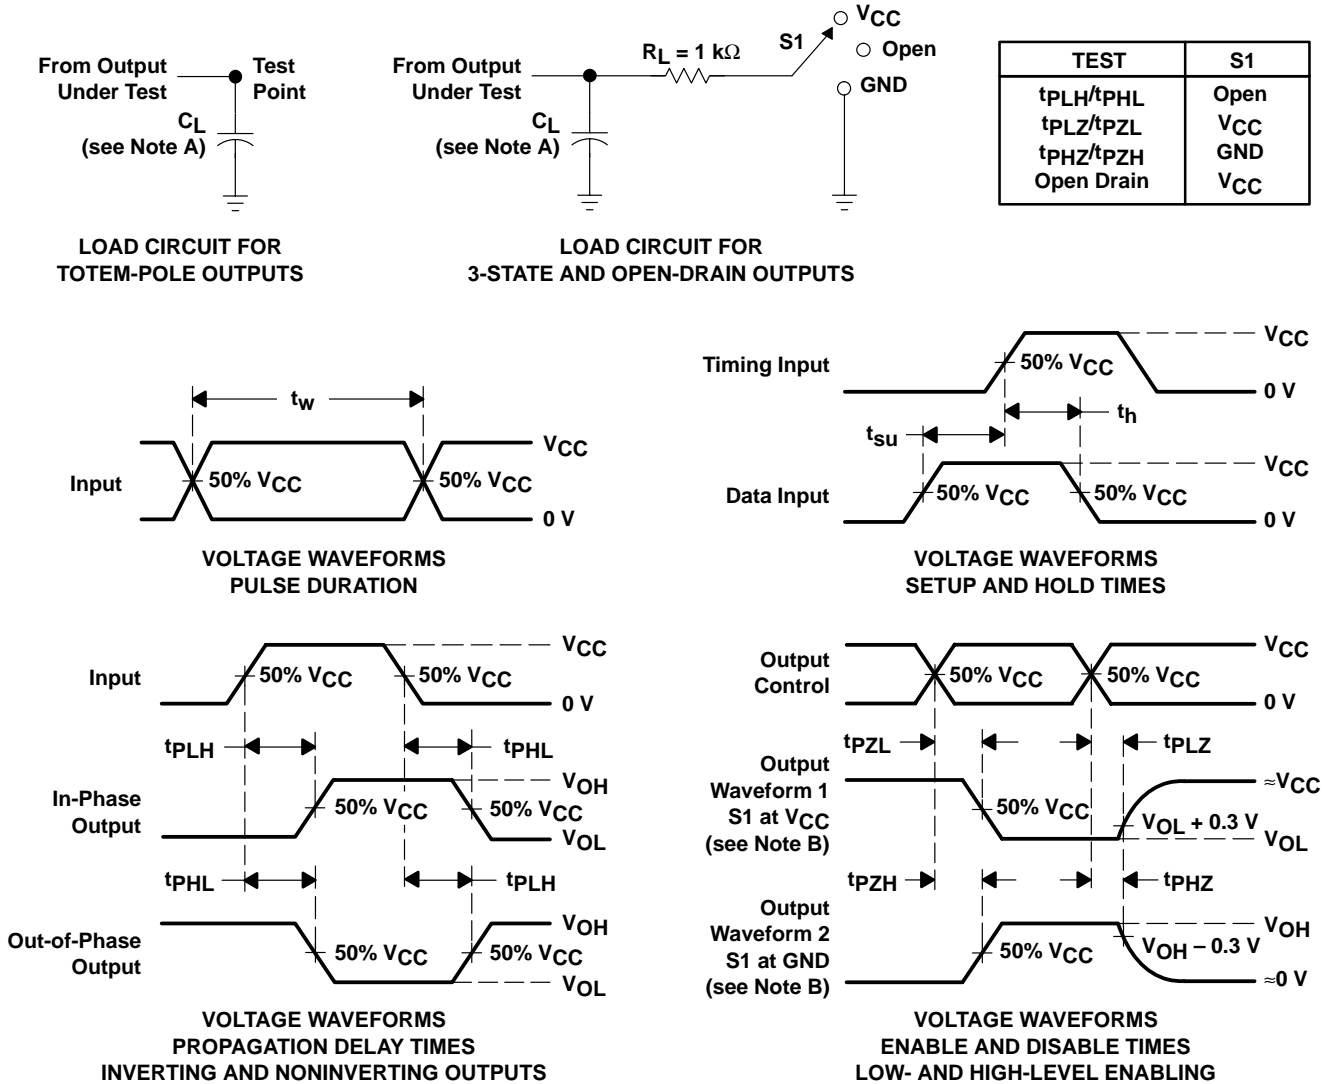 From Output
Under Test
Test
Point
CL
(see Note A)
LOAD CIRCUIT FOR
TOTEM-POLE OUTPUTS
From Output
Under Test
RL = 1 kΩ
S1
VCC
Open
GND
CL
(see Note A)
LOAD CIRCUIT FOR
3-STATE AND OPEN-DRAIN OUTPUTS
TEST S1
tPLH/tPHL Open
tPLZ/tPZL VCC
tPHZ/tPZH GND
Open Drain VCC
tw
Input
50% VCC
50% VCC
VCC
0 V
VOLTAGE WAVEFORMS
PULSE DURATION
Timing Input
50% VCC
VCC
0 V
tsu
th
Data Input
50% VCC
50% VCC
VCC
0 V
VOLTAGE WAVEFORMS
SETUP AND HOLD TIMES
Input
50% VCC
50% VCC
VCC
0 V
tPLH
tPHL
In-Phase
Output
50% VCC
50% VCC
VOH
VOL
tPHL
tPLH
Out-of-Phase
Output
50% VCC
50% VCC
VOH
VOL
VOLTAGE WAVEFORMS
PROPAGATION DELAY TIMES
INVERTING AND NONINVERTING OUTPUTS
Output
Control
50% VCC
50% VCC
VCC
0 V
tPZL
tPLZ
Output
Waveform 1
S1 at VCC
(see Note B)
50% VCC
VOL + 0.3 V
≈VCC
VOL
tPZH
tPHZ
Output
Waveform 2
S1 at GND
(see Note B)
50% VCC
VOH − 0.3 V
VOH
≈0 V
VOLTAGE WAVEFORMS
ENABLE AND DISABLE TIMES
LOW- AND HIGH-LEVEL ENABLING